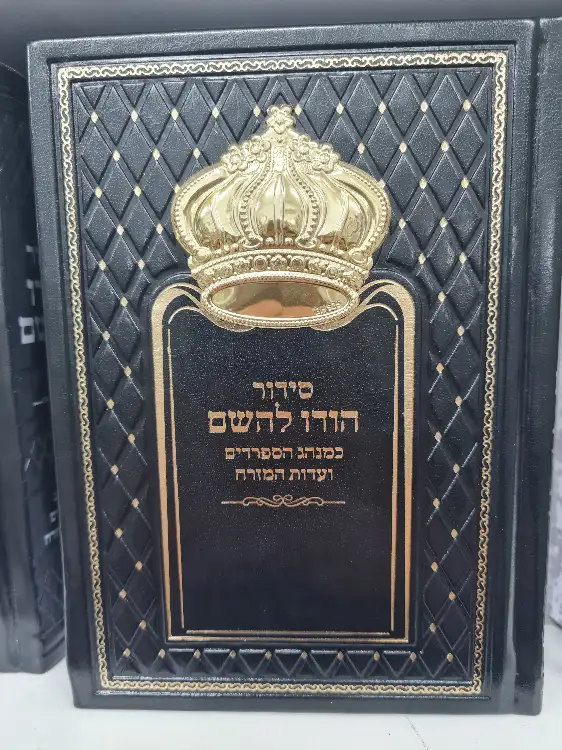 סידור
הודו להשם
כמנהג הספרדים
ועדות המזרח